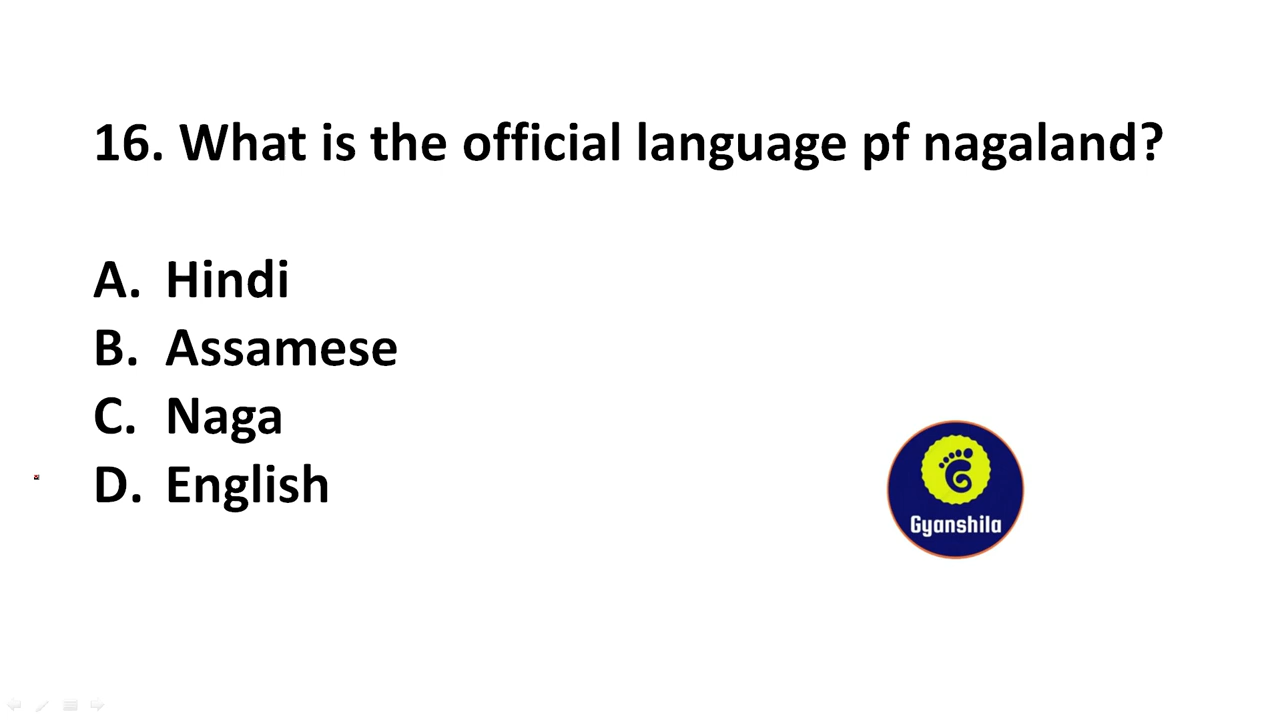 16. What is the official language pf nagaland?
A. Hindi
B. Assamese
C. Naga
D. English
Gyanshila